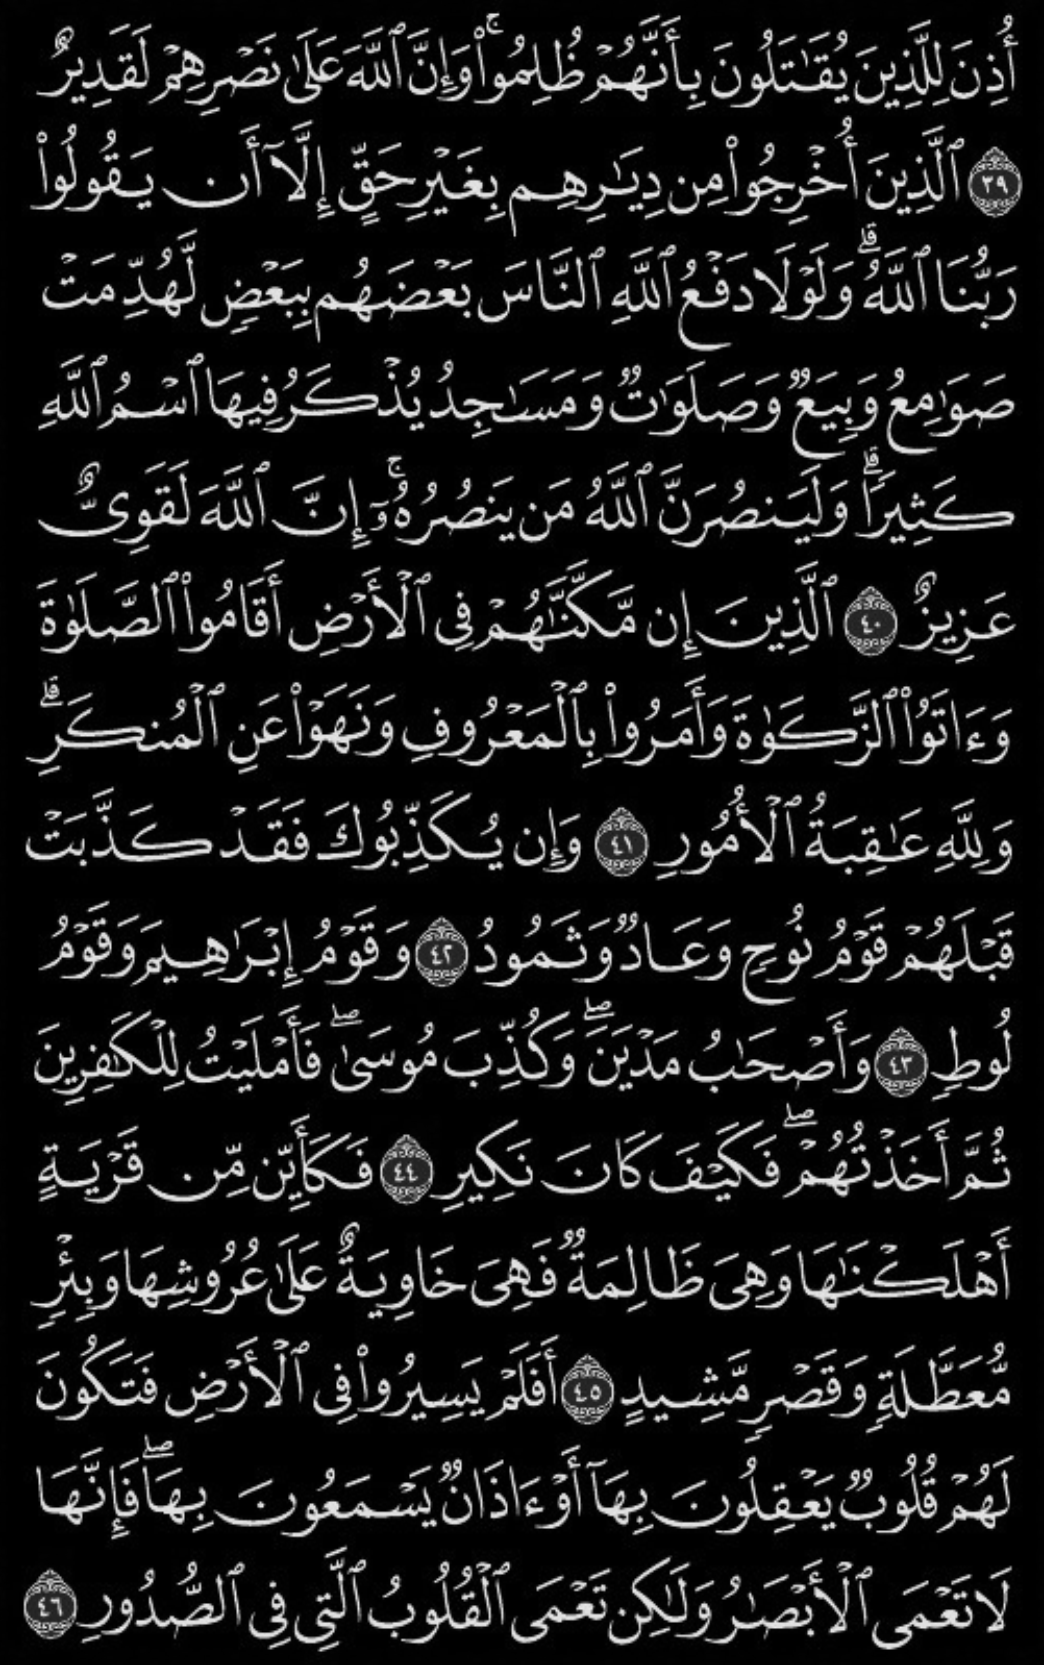 أُذِنَ لِلَّذِينَ يُقَٰتَلُونَ بِأَنَّهُمْ ظُلِمُوا۟ ۚ وَإِنَّ ٱللَّهَ عَلَىٰ نَصْرِهِمْ لَقَدِيرٌ
٣٩ ٱلَّذِينَ أُخْرِجُوا۟ مِن دِيَٰرِهِم بِغَيْرِ حَقٍّ إِلَّآ أَن يَقُولُوا۟
رَبُّنَا ٱللَّهُ ۗ وَلَوْلَا دَفْعُ ٱللَّهِ ٱلنَّاسَ بَعْضَهُم بِبَعْضٍ لَّهُدِّمَتْ
صَوَٰمِعُ وَبِيَعٌ وَصَلَوَٰتٌ وَمَسَٰجِدُ يُذْكَرُ فِيهَا ٱسْمُ ٱللَّهِ
كَثِيرًا ۗ وَلَيَنصُرَنَّ ٱللَّهُ مَن يَنصُرُهُۥٓ ۚ إِنَّ ٱللَّهَ لَقَوِىٌّ
عَزِيزٌ ٤٠ ٱلَّذِينَ إِن مَّكَّنَّٰهُمْ فِى ٱلْأَرْضِ أَقَامُوا۟ ٱلصَّلَوٰةَ
وَءَاتَوُا۟ ٱلزَّكَوٰةَ وَأَمَرُوا۟ بِٱلْمَعْرُوفِ وَنَهَوْا۟ عَنِ ٱلْمُنكَرِ ۗ
وَلِلَّهِ عَٰقِبَةُ ٱلْأُمُورِ ٤١ وَإِن يُكَذِّبُوكَ فَقَدْ كَذَّبَتْ
قَبْلَهُمْ قَوْمُ نُوحٍ وَعَادٌ وَثَمُودُ ٤٢ وَقَوْمُ إِبْرَٰهِيمَ وَقَوْمُ
لُوطٍ ٤٣ وَأَصْحَٰبُ مَدْيَنَ ۖ وَكُذِّبَ مُوسَىٰ ۖ فَأَمْلَيْتُ لِلْكَٰفِرِينَ
ثُمَّ أَخَذْتُهُمْ ۖ فَكَيْفَ كَانَ نَكِيرِ ٤٤ فَكَأَيِّن مِّن قَرْيَةٍ
أَهْلَكْنَٰهَا وَهِىَ ظَالِمَةٌ فَهِىَ خَاوِيَةٌ عَلَىٰ عُرُوشِهَا وَبِئْرٍ
مُّعَطَّلَةٍ وَقَصْرٍ مَّشِيدٍ ٤٥ أَفَلَمْ يَسِيرُوا۟ فِى ٱلْأَرْضِ فَتَكُونَ
لَهُمْ قُلُوبٌ يَعْقِلُونَ بِهَآ أَوْ ءَاذَانٌ يَسْمَعُونَ بِهَا ۖ فَإِنَّهَا
لَا تَعْمَى ٱلْأَبْصَٰرُ وَلَٰكِن تَعْمَى ٱلْقُلُوبُ ٱلَّتِى فِى ٱلصُّدُورِ ٤٦